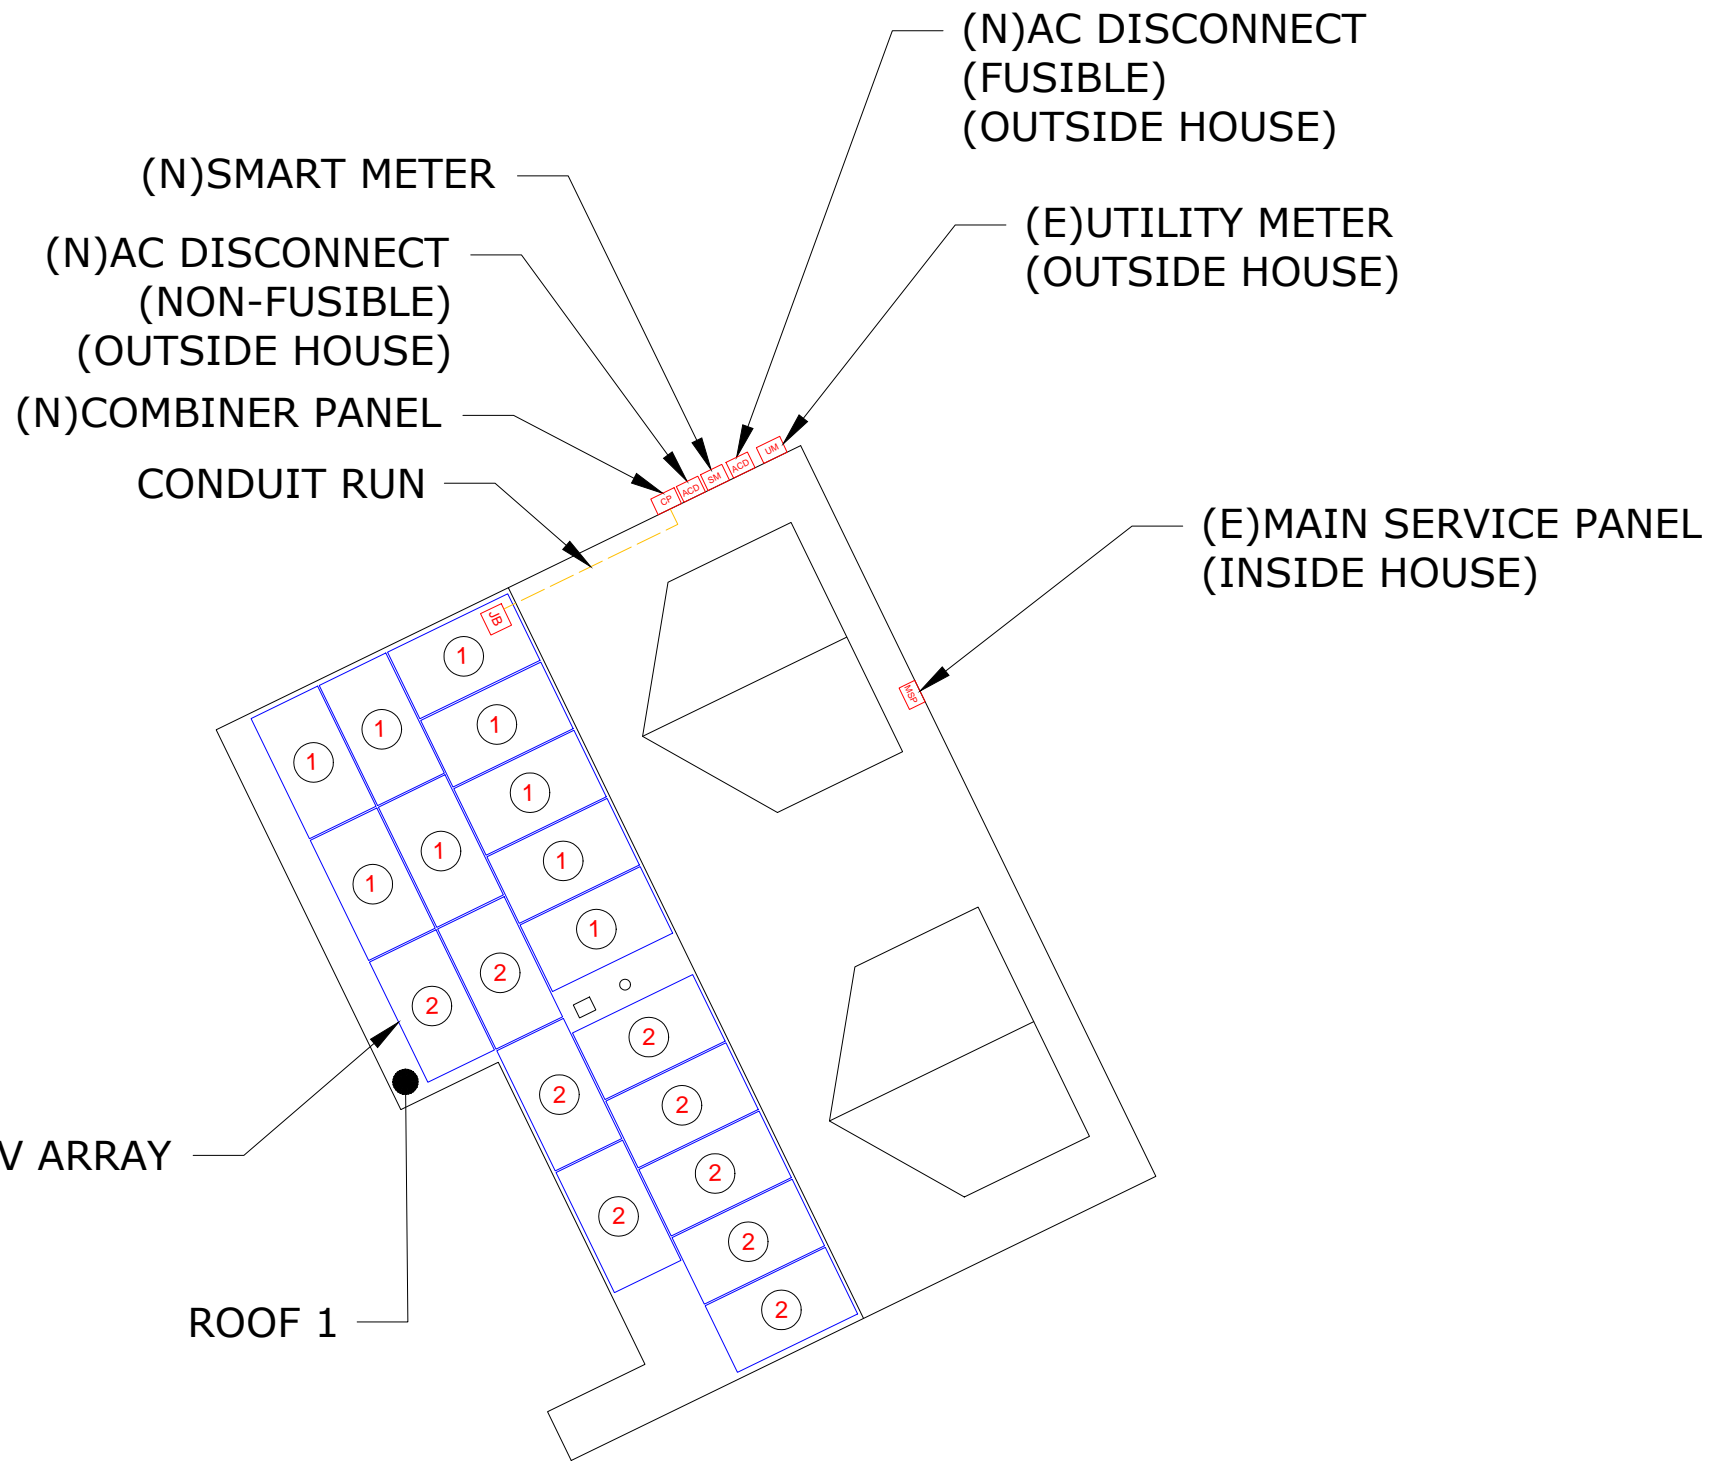 (N)AC DISCONNECT
(FUSIBLE)
(OUTSIDE HOUSE)
(N)SMART METER
(N)AC DISCONNECT
(NON-FUSIBLE)
(OUTSIDE HOUSE)
(E)UTILITY METER
(OUTSIDE HOUSE)
(N)COMBINER PANEL
CONDUIT RUN
CP
ACD
SM
ACD
UM
(E)MAIN SERVICE PANEL
(INSIDE HOUSE)
MSP
JB
1
1
1
1
1
1
1
1
1
2
2
2
2
2
2
2
2
2
V ARRAY
ROOF 1